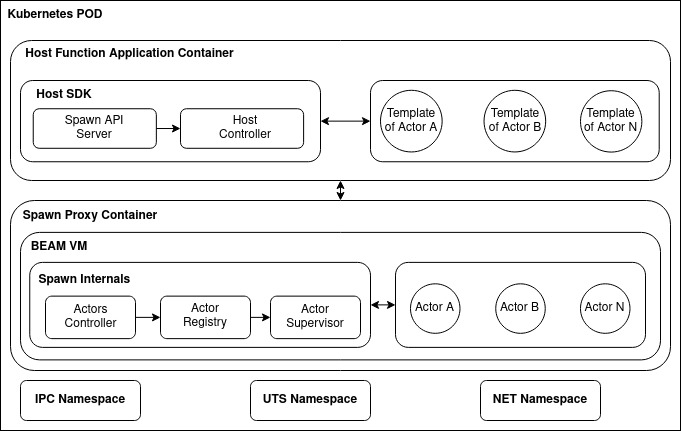 Kubernetes POD
Host Function Application Container
Host SDK
Spawn API
Server
Host
Controller
Template
of Actor A
Template
of Actor B
Template
of Actor N
Spawn Proxy Container
BEAM VM
Spawn Internals
Actors
Controller
Actor
Registry
Actor
Supervisor
Actor A
Actor B
Actor N
IPC Namespace
UTS Namespace
NET Namespace